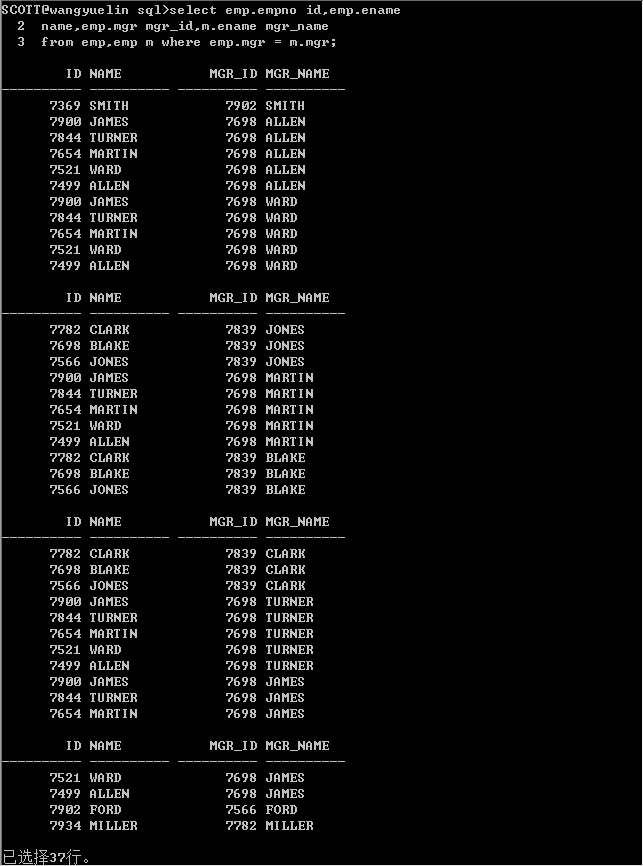 SCOTT@wangyuelin sql>select emp.empno id,emp.ename
  2  name,emp.mgr mgr_id,m.ename mgr_name
  3  from emp,emp m where emp.mgr = m.mgr;
        ID NAME           MGR_ID MGR_NAME
---------- ---------- ---------- ----------
      7369 SMITH            7902 SMITH
      7900 JAMES            7698 ALLEN
      7844 TURNER           7698 ALLEN
      7654 MARTIN           7698 ALLEN
      7521 WARD             7698 ALLEN
      7499 ALLEN            7698 ALLEN
      7900 JAMES            7698 WARD
      7844 TURNER           7698 WARD
      7654 MARTIN           7698 WARD
      7521 WARD             7698 WARD
      7499 ALLEN            7698 WARD
        ID NAME           MGR_ID MGR_NAME
---------- ---------- ---------- ----------
      7782 CLARK            7839 JONES
      7698 BLAKE            7839 JONES
      7566 JONES            7839 JONES
      7900 JAMES            7698 MARTIN
      7844 TURNER           7698 MARTIN
      7654 MARTIN           7698 MARTIN
      7521 WARD             7698 MARTIN
      7499 ALLEN            7698 MARTIN
      7782 CLARK            7839 BLAKE
      7698 BLAKE            7839 BLAKE
      7566 JONES            7839 BLAKE
        ID NAME           MGR_ID MGR_NAME
---------- ---------- ---------- ----------
      7782 CLARK            7839 CLARK
      7698 BLAKE            7839 CLARK
      7566 JONES            7839 CLARK
      7900 JAMES            7698 TURNER
      7844 TURNER           7698 TURNER
      7654 MARTIN           7698 TURNER
      7521 WARD             7698 TURNER
      7499 ALLEN            7698 TURNER
      7900 JAMES            7698 JAMES
      7844 TURNER           7698 JAMES
      7654 MARTIN           7698 JAMES
        ID NAME           MGR_ID MGR_NAME
---------- ---------- ---------- ----------
      7521 WARD             7698 JAMES
      7499 ALLEN            7698 JAMES
      7902 FORD             7566 FORD
      7934 MILLER           7782 MILLER
已选择37行。